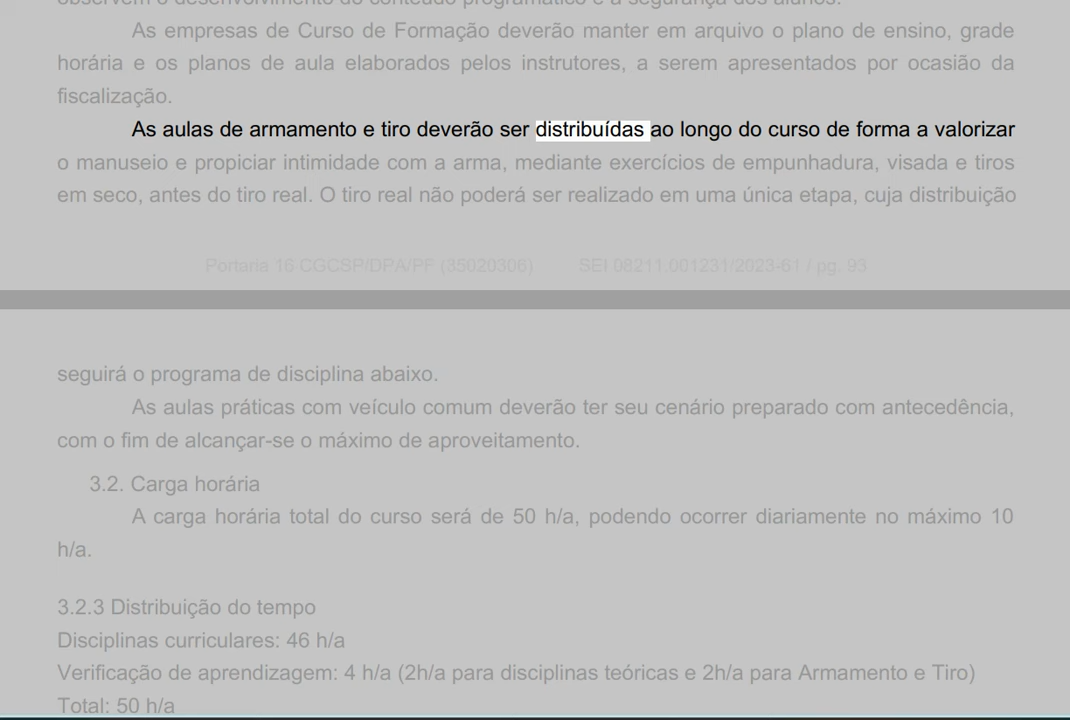 observem o desenvolvimento do conteúdo programático e a segurança dos alunos.
As empresas de Curso de Formação deverão manter em arquivo o plano de ensino, grade
horária e os planos de aula elaborados pelos instrutores, a serem apresentados por ocasião da
fiscalização.
As aulas de armamento e tiro deverão ser distribuídas ao longo do curso de forma a valorizar
o manuseio e propiciar intimidade com a arma, mediante exercícios de empunhadura, visada e tiros
em seco, antes do tiro real. O tiro real não poderá ser realizado em uma única etapa, cuja distribuição
Portaria 16-CGCSP/DPA/PF (35020306) SEI 08211.001231/2023-61 / pg. 93
seguirá o programa de disciplina abaixo.
As aulas práticas com veículo comum deverão ter seu cenário preparado com antecedência,
com o fim de alcançar-se o máximo de aproveitamento.
3.2. Carga horária
A carga horária total do curso será de 50 h/a, podendo ocorrer diariamente no máximo 10
h/a.
3.2.3 Distribuição do tempo
Disciplinas curriculares: 46 h/a
Verificação de aprendizagem: 4 h/a (2h/a para disciplinas teóricas e 2h/a para Armamento e Tiro)
Total: 50 h/a